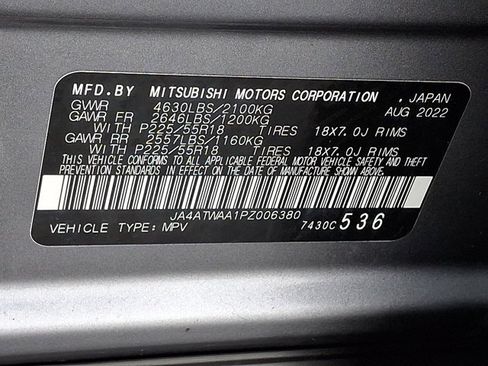 MFD.BY MITSUBISHI MOTORS CORPORATION , JAPAN
GVWR 4630LBS/2100KG AUG 2022
GAWR FR 2646LBS/1200KG
WITH P225/55R18 TIRES 18X7.0J RIMS
GAWR RR 2557LBS/1160KG
WITH P225/55R18 TIRES 18X7.0J RIMS
THIS VEHICLE CONFORMS TO ALL APPLICABLE FEDERAL MOTOR VEHICLE SAFETY AND THEFT
PREVENTION STANDARDS IN EFFECT ON THE DATE OF MANUFACTURE SHOWN ABOVE.
JA4ATWAA1PZ006380
VEHICLE TYPE: MPV 7430C 536